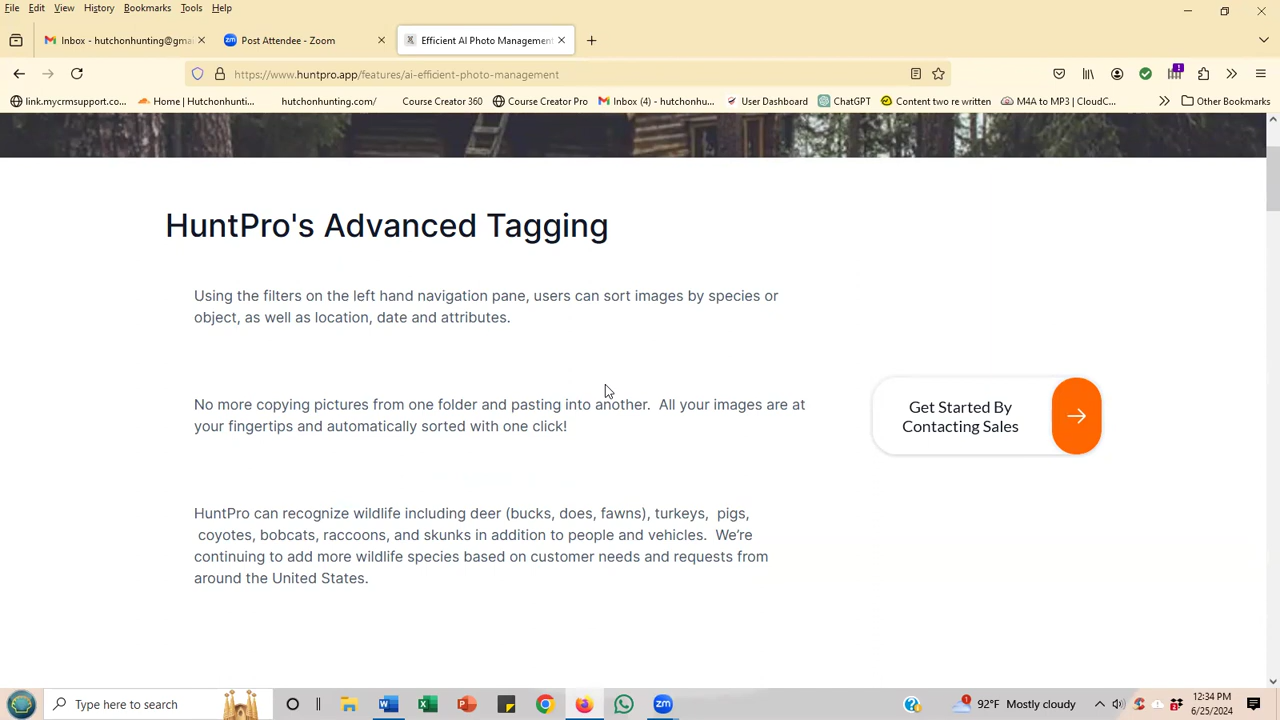 File Edit View History Bookmarks Tools Help
Inbox - hutchonhunting@gmai
Post Attendee - Zoom
Efficient AI Photo Management
https://www.huntpro.app/features/ai-efficient-photo-management
link.mycrmsupport.co... Home | Hutchonhunti... hutchonhunting.com/ Course Creator 360 Course Creator Pro Inbox (4) - hutchonhu... User Dashboard ChatGPT Content two re written M4A to MP3 | CloudC... Other Bookmarks
HuntPro's Advanced Tagging
Using the filters on the left hand navigation pane, users can sort images by species or
object, as well as location, date and attributes.
No more copying pictures from one folder and pasting into another. All your images are at
your fingertips and automatically sorted with one click!
Get Started By
Contacting Sales
HuntPro can recognize wildlife including deer (bucks, does, fawns), turkeys, pigs,
coyotes, bobcats, raccoons, and skunks in addition to people and vehicles. We're
continuing to add more wildlife species based on customer needs and requests from
around the United States.
Type here to search
92°F Mostly cloudy
12:34 PM
6/25/2024